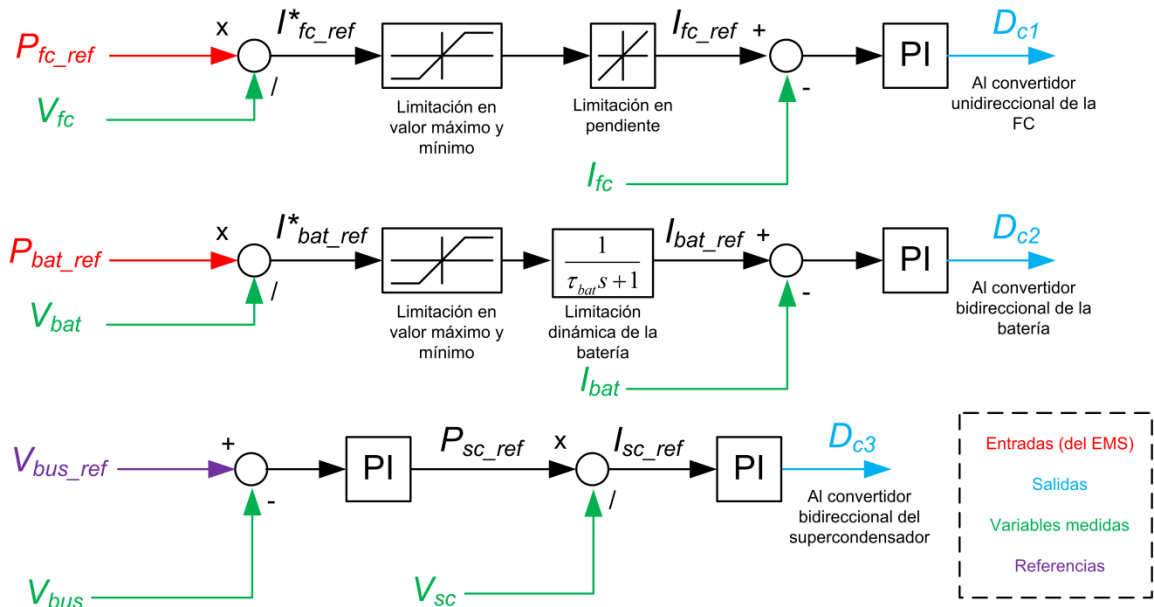 P_fc_ref
x
/
V_fc
I*_fc_ref
Limitación en
valor máximo y
mínimo
Limitación en
pendiente
I_fc_ref
+
-
I_fc
PI
D_c1
Al convertidor
unidireccional de la
FC
P_bat_ref
x
/
V_bat
I*_bat_ref
Limitación en
valor máximo y
mínimo
1
τ_bat s + 1
Limitación
dinámica de la
batería
I_bat_ref
+
-
I_bat
PI
D_c2
Al convertidor
bidireccional de la
batería
V_bus_ref
+
-
V_bus
PI
P_sc_ref
x
/
V_sc
I_sc_ref
PI
D_c3
Al convertidor
bidireccional del
supercondensador
Entradas (del EMS)
Salidas
Variables medidas
Referencias